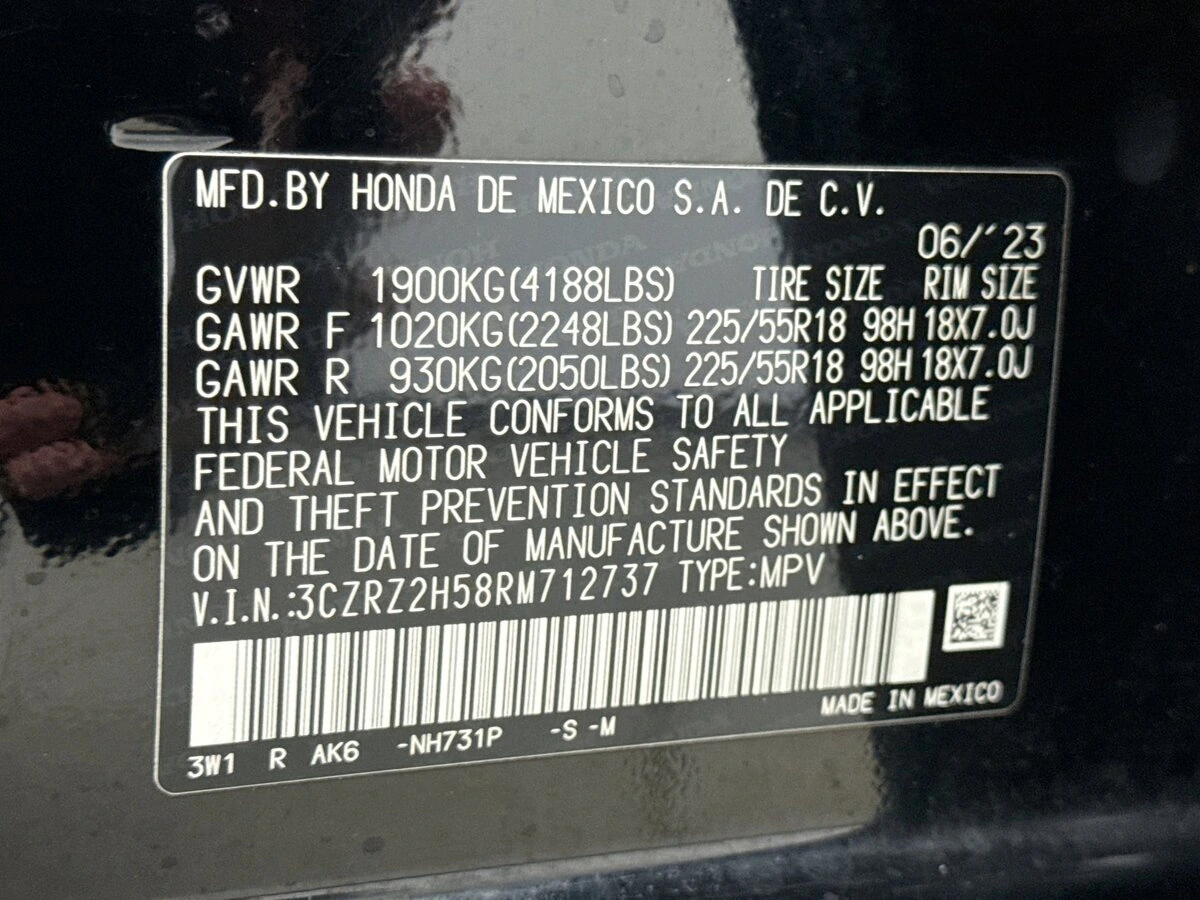 MFD.BY HONDA DE MEXICO S.A. DE C.V.
06/´23
GVWR 1900KG(4188LBS) TIRE SIZE RIM SIZE
GAWR F 1020KG(2248LBS) 225/55R18 98H 18X7.0J
GAWR R 930KG(2050LBS) 225/55R18 98H 18X7.0J
THIS VEHICLE CONFORMS TO ALL APPLICABLE
FEDERAL MOTOR VEHICLE SAFETY
AND THEFT PREVENTION STANDARDS IN EFFECT
ON THE DATE OF MANUFACTURE SHOWN ABOVE.
V.I.N.:3CZRZ2H58RM712737 TYPE:MPV
MADE IN MEXICO
3W1 R AK6 -NH731P -S -M